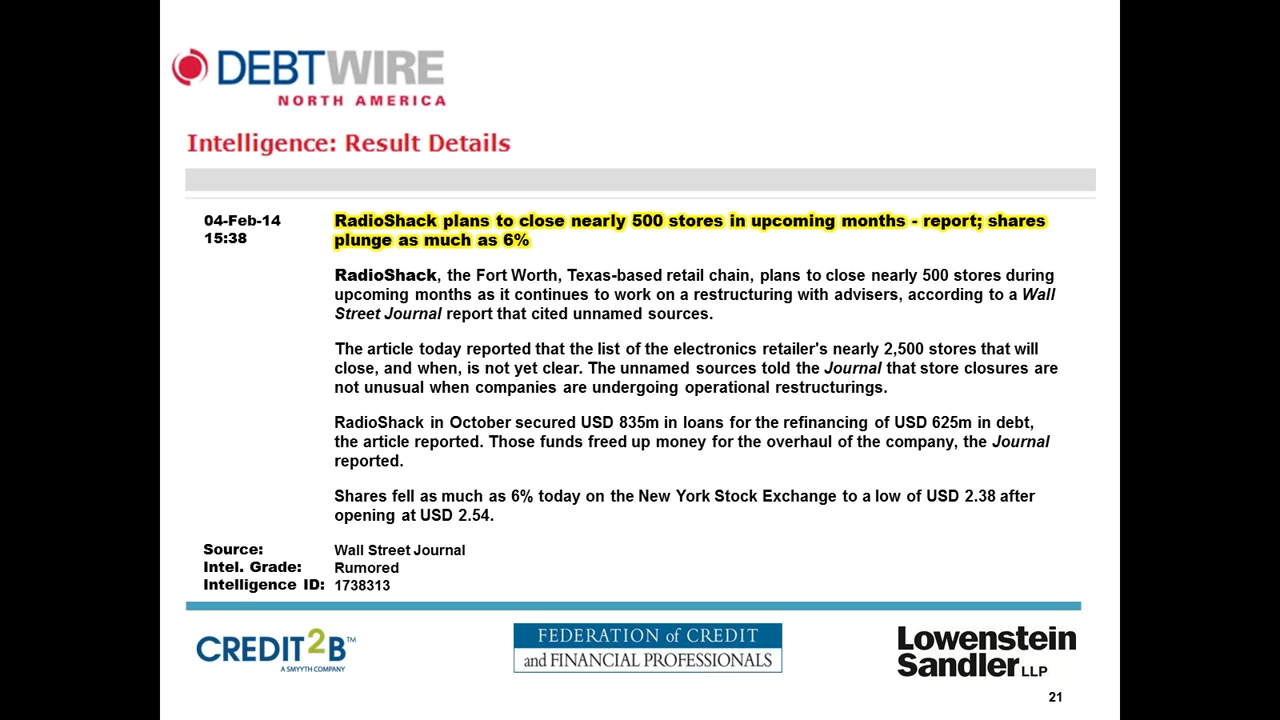 DEBTWIRE
NORTH AMERICA
Intelligence: Result Details
04-Feb-14
15:38
RadioShack plans to close nearly 500 stores in upcoming months - report; shares
plunge as much as 6%
RadioShack, the Fort Worth, Texas-based retail chain, plans to close nearly 500 stores during
upcoming months as it continues to work on a restructuring with advisers, according to a Wall
Street Journal report that cited unnamed sources.
The article today reported that the list of the electronics retailer's nearly 2,500 stores that will
close, and when, is not yet clear. The unnamed sources told the Journal that store closures are
not unusual when companies are undergoing operational restructurings.
RadioShack in October secured USD 835m in loans for the refinancing of USD 625m in debt,
the article reported. Those funds freed up money for the overhaul of the company, the Journal
reported.
Shares fell as much as 6% today on the New York Stock Exchange to a low of USD 2.38 after
opening at USD 2.54.
Source: Wall Street Journal
Intel. Grade: Rumored
Intelligence ID: 1738313
CREDIT2B™
A SMYYTH COMPANY
FEDERATION of CREDIT
and FINANCIAL PROFESSIONALS
Lowenstein
Sandler LLP
21